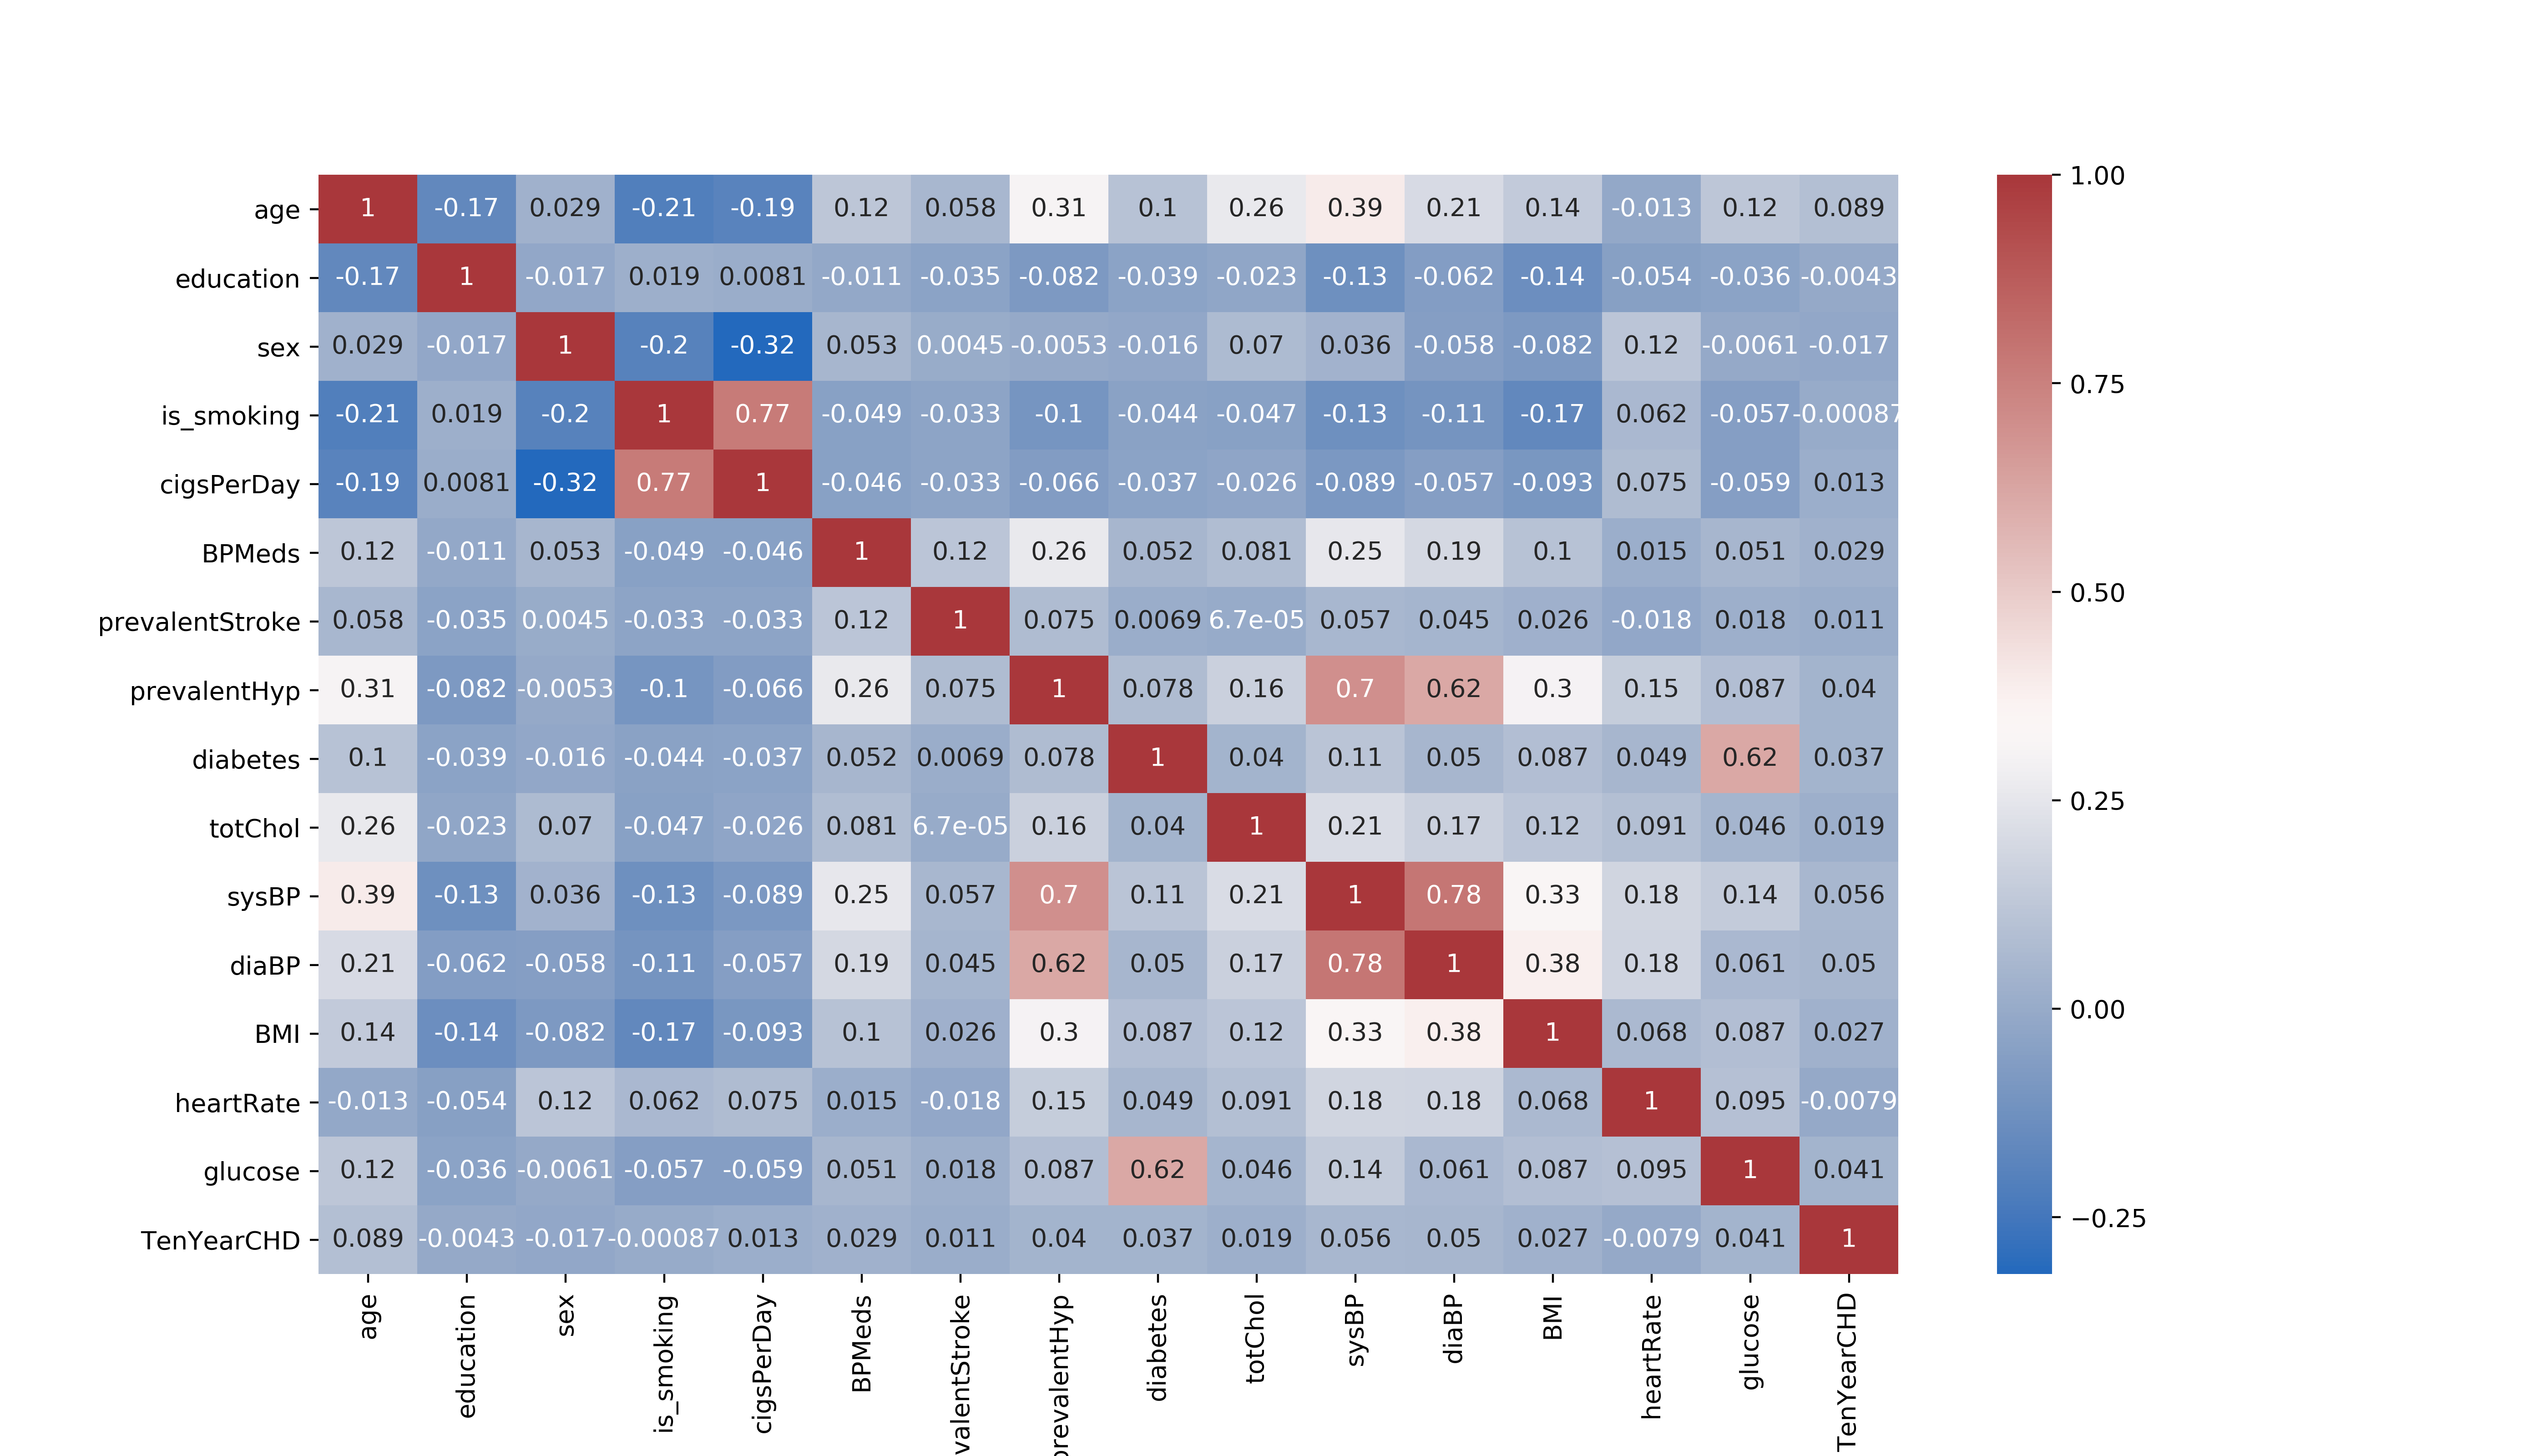 age 1 -0.17 0.029 -0.21 -0.19 0.12 0.058 0.31 0.1 0.26 0.39 0.21 0.14 -0.013 0.12 0.089
education -0.17 1 -0.017 0.019 0.0081 -0.011 -0.035 -0.082 -0.039 -0.023 -0.13 -0.062 -0.14 -0.054 -0.036 -0.0043
sex 0.029 -0.017 1 -0.2 -0.32 0.053 0.0045 -0.0053 -0.016 0.07 0.036 -0.058 -0.082 0.12 -0.0061 -0.017
is_smoking -0.21 0.019 -0.2 1 0.77 -0.049 -0.033 -0.1 -0.044 -0.047 -0.13 -0.11 -0.17 0.062 -0.057 -0.00087
cigsPerDay -0.19 0.0081 -0.32 0.77 1 -0.046 -0.033 -0.066 -0.037 -0.026 -0.089 -0.057 -0.093 0.075 -0.059 0.013
BPMeds 0.12 -0.011 0.053 -0.049 -0.046 1 0.12 0.26 0.052 0.081 0.25 0.19 0.1 0.015 0.051 0.029
prevalentStroke 0.058 -0.035 0.0045 -0.033 -0.033 0.12 1 0.075 0.0069 6.7e-05 0.057 0.045 0.026 -0.018 0.018 0.011
prevalentHyp 0.31 -0.082 -0.0053 -0.1 -0.066 0.26 0.075 1 0.078 0.16 0.7 0.62 0.3 0.15 0.087 0.04
diabetes 0.1 -0.039 -0.016 -0.044 -0.037 0.052 0.0069 0.078 1 0.04 0.11 0.05 0.087 0.049 0.62 0.037
totChol 0.26 -0.023 0.07 -0.047 -0.026 0.081 6.7e-05 0.16 0.04 1 0.21 0.17 0.12 0.091 0.046 0.019
sysBP 0.39 -0.13 0.036 -0.13 -0.089 0.25 0.057 0.7 0.11 0.21 1 0.78 0.33 0.18 0.14 0.056
diaBP 0.21 -0.062 -0.058 -0.11 -0.057 0.19 0.045 0.62 0.05 0.17 0.78 1 0.38 0.18 0.061 0.05
BMI 0.14 -0.14 -0.082 -0.17 -0.093 0.1 0.026 0.3 0.087 0.12 0.33 0.38 1 0.068 0.087 0.027
heartRate -0.013 -0.054 0.12 0.062 0.075 0.015 -0.018 0.15 0.049 0.091 0.18 0.18 0.068 1 0.095 -0.0079
glucose 0.12 -0.036 -0.0061 -0.057 -0.059 0.051 0.018 0.087 0.62 0.046 0.14 0.061 0.087 0.095 1 0.041
TenYearCHD 0.089 -0.0043 -0.017 -0.00087 0.013 0.029 0.011 0.04 0.037 0.019 0.056 0.05 0.027 -0.0079 0.041 1
age
education
sex
is_smoking
cigsPerDay
BPMeds
valentStroke
prevalentHyp
diabetes
totChol
sysBP
diaBP
BMI
heartRate
glucose
TenYearCHD
1.00
0.75
0.50
0.25
0.00
−0.25